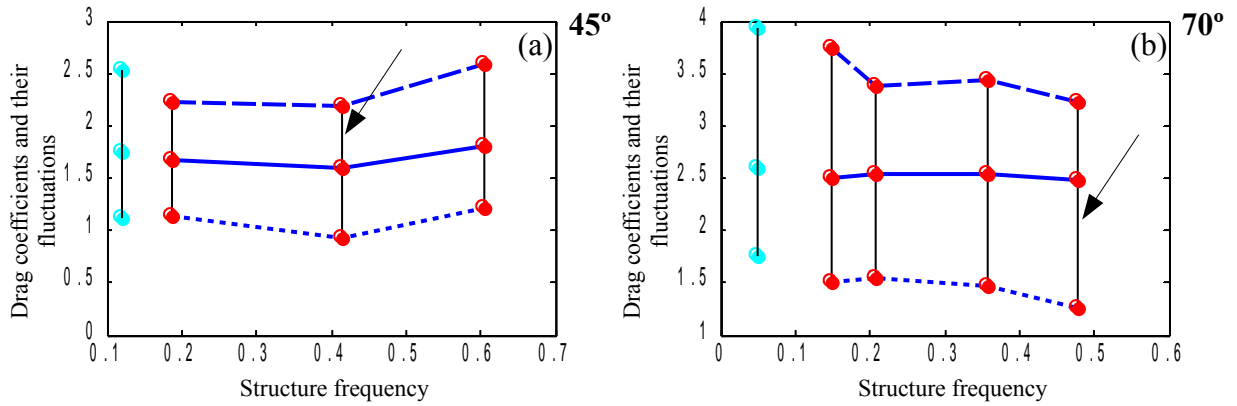 3
2.5
2
1.5
1
0.5
0
Drag coefficients and their
fluctuations
(a)
45º
0.1 0.2 0.3 0.4 0.5 0.6 0.7
Structure frequency
4
3.5
3
2.5
2
1.5
1
Drag coefficients and their
fluctuations
(b)
70º
0 0.1 0.2 0.3 0.4 0.5 0.6
Structure frequency